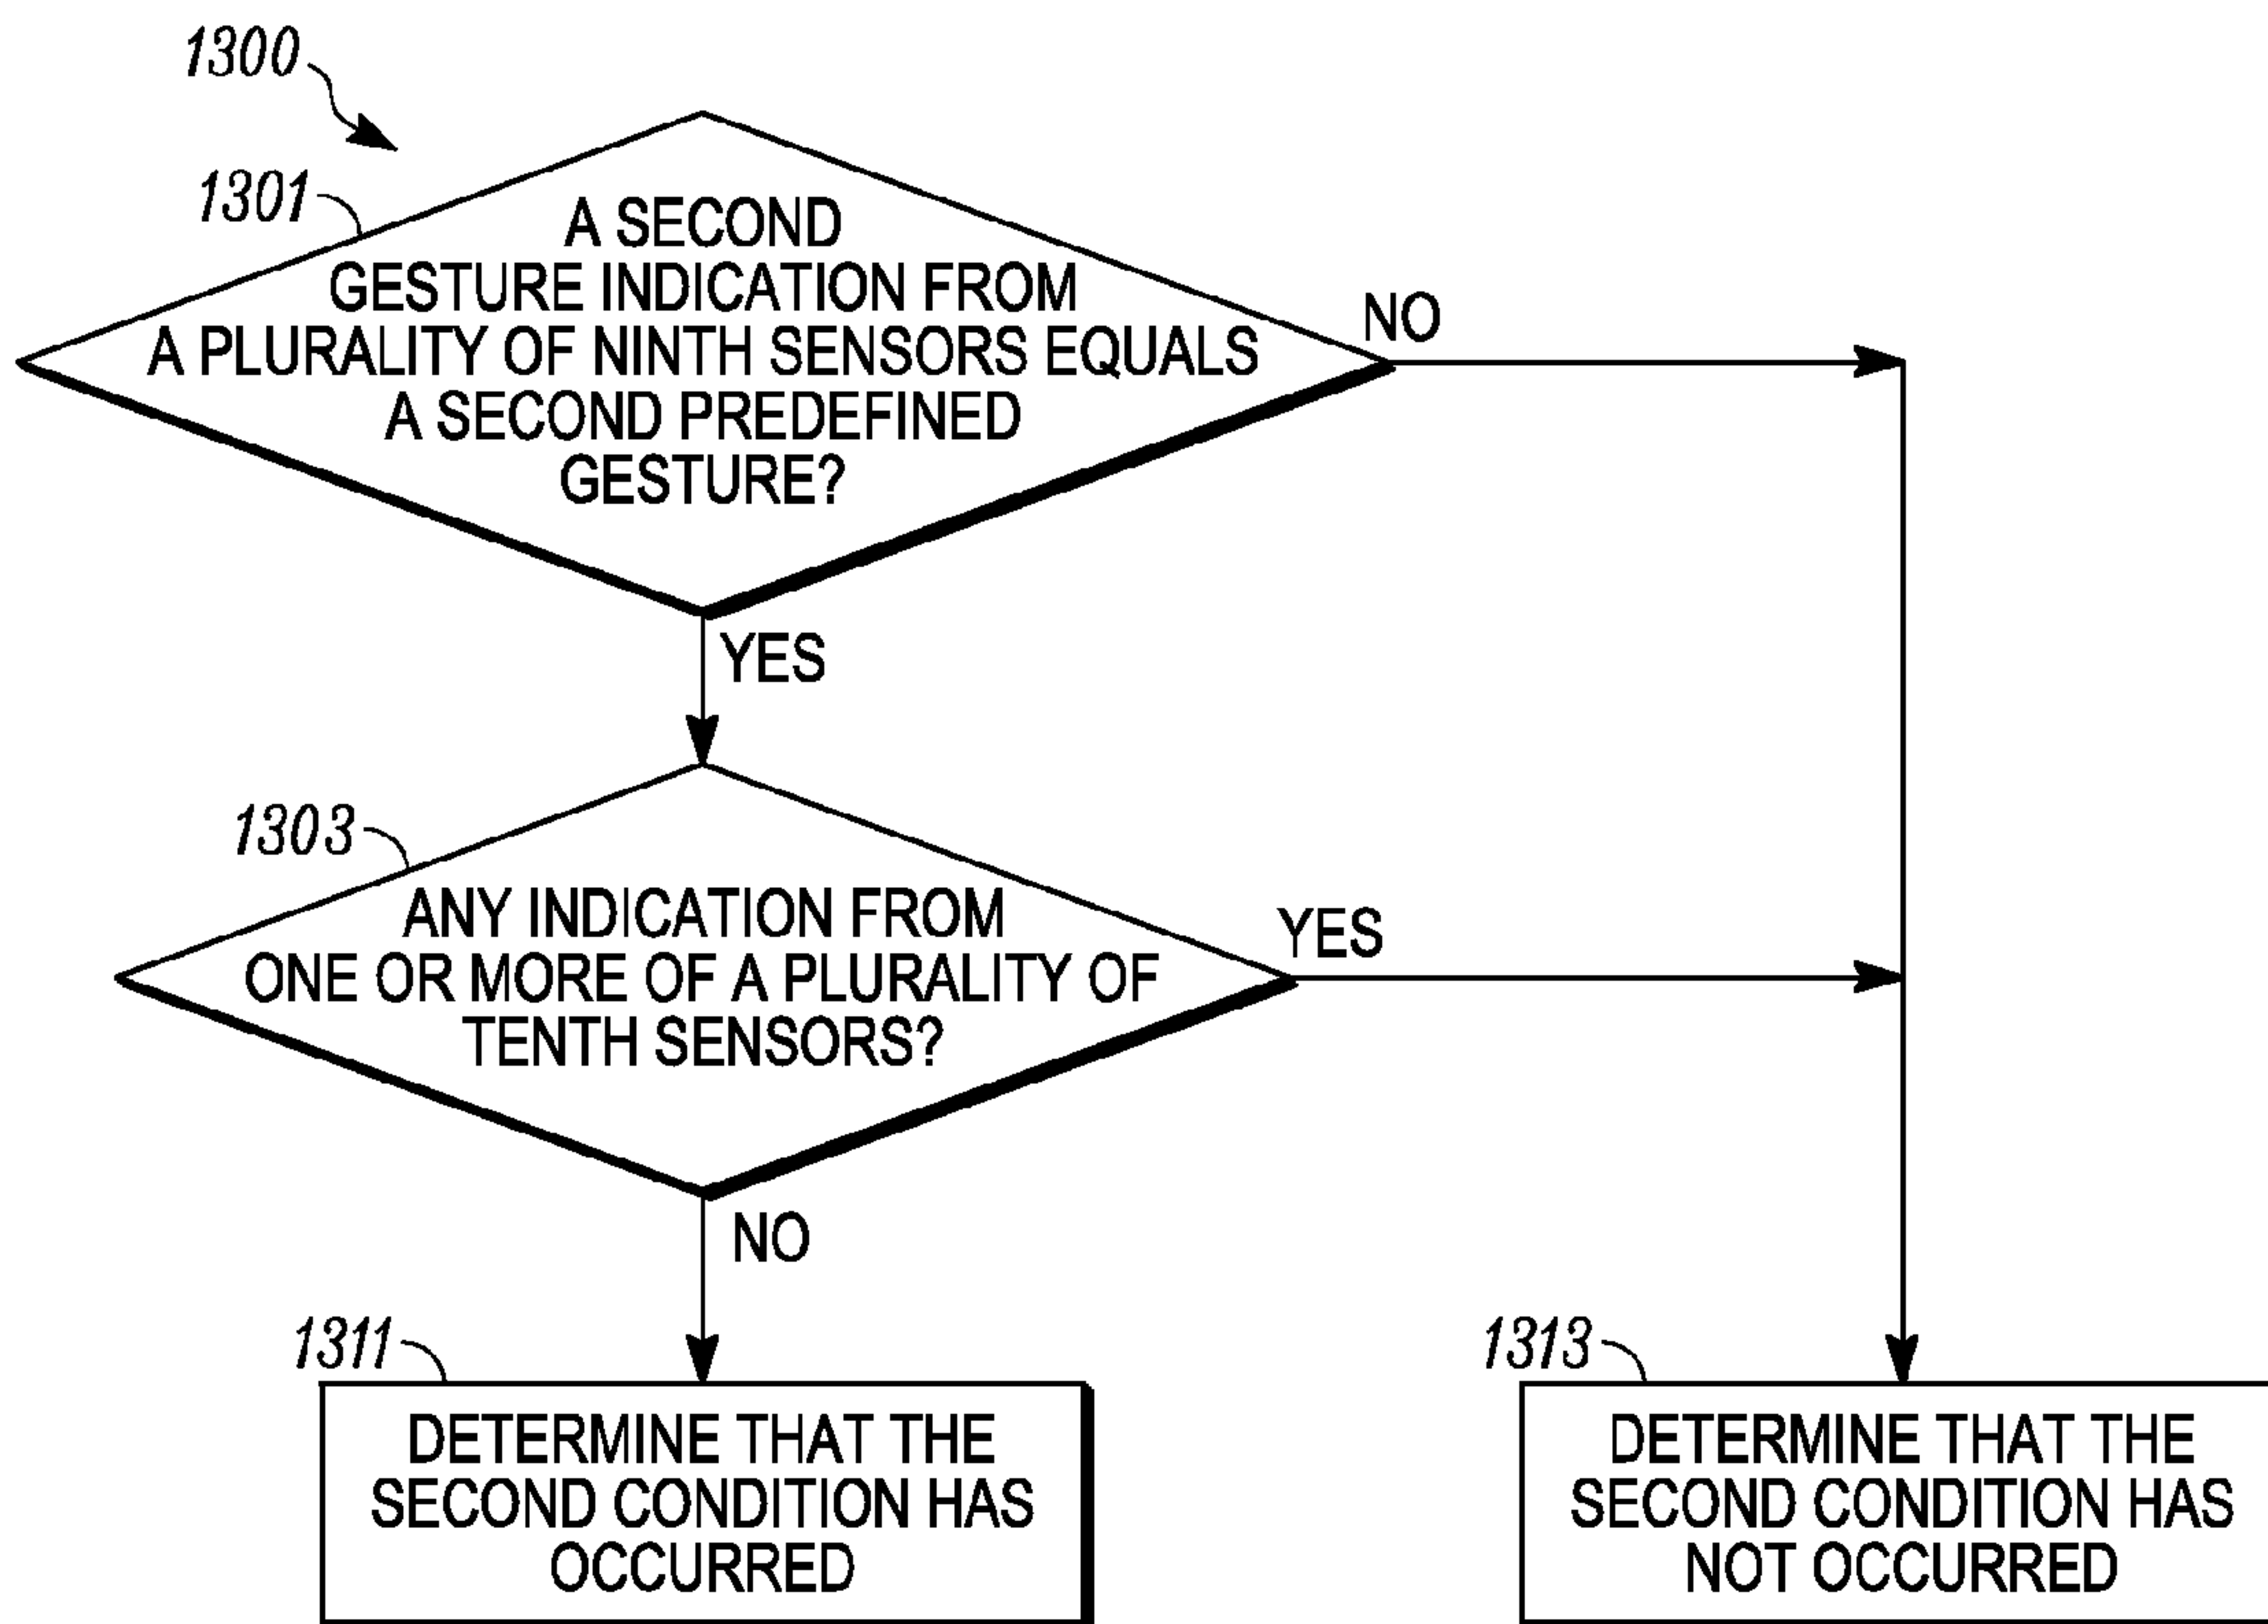 1300
1301
A SECOND
GESTURE INDICATION FROM
A PLURALITY OF NINTH SENSORS EQUALS
A SECOND PREDEFINED
GESTURE?
NO
YES
1303
ANY INDICATION FROM
ONE OR MORE OF A PLURALITY OF
TENTH SENSORS?
YES
NO
1311
DETERMINE THAT THE
SECOND CONDITION HAS
OCCURRED
1313
DETERMINE THAT THE
SECOND CONDITION HAS
NOT OCCURRED